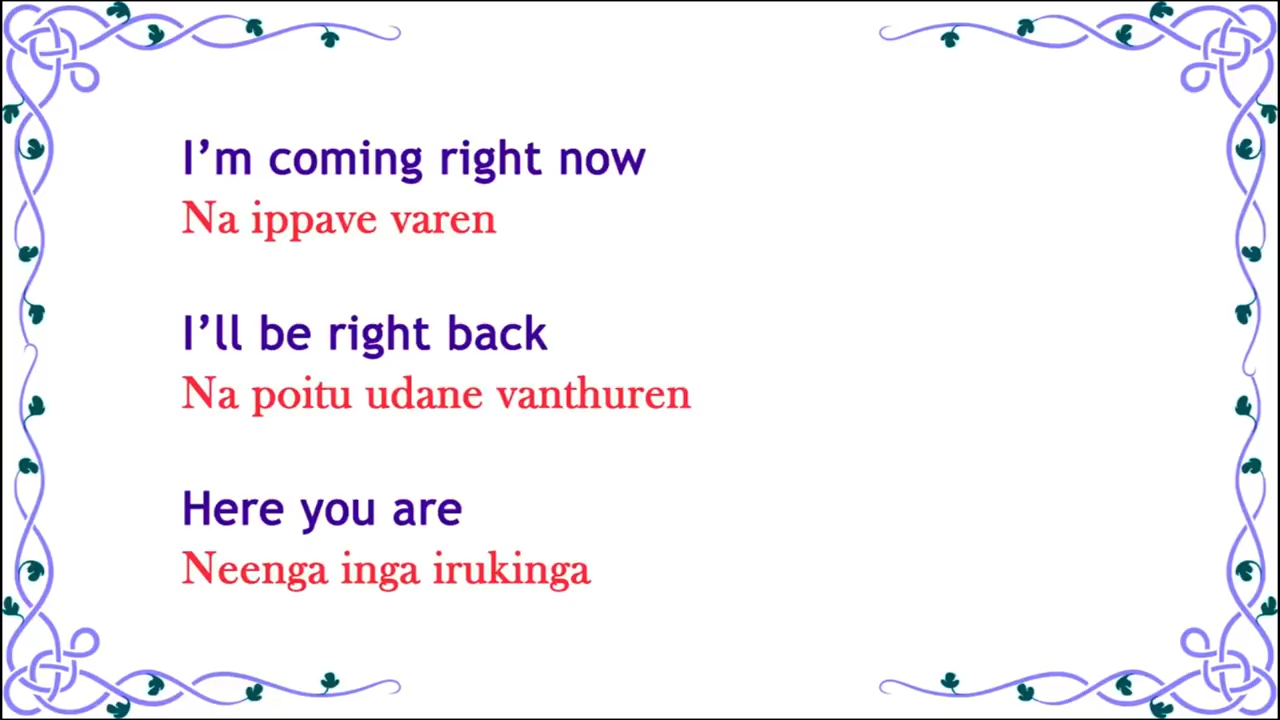 I’m coming right now
Na ippave varen
I’ll be right back
Na poitu udane vanthuren
Here you are
Neenga inga irukinga